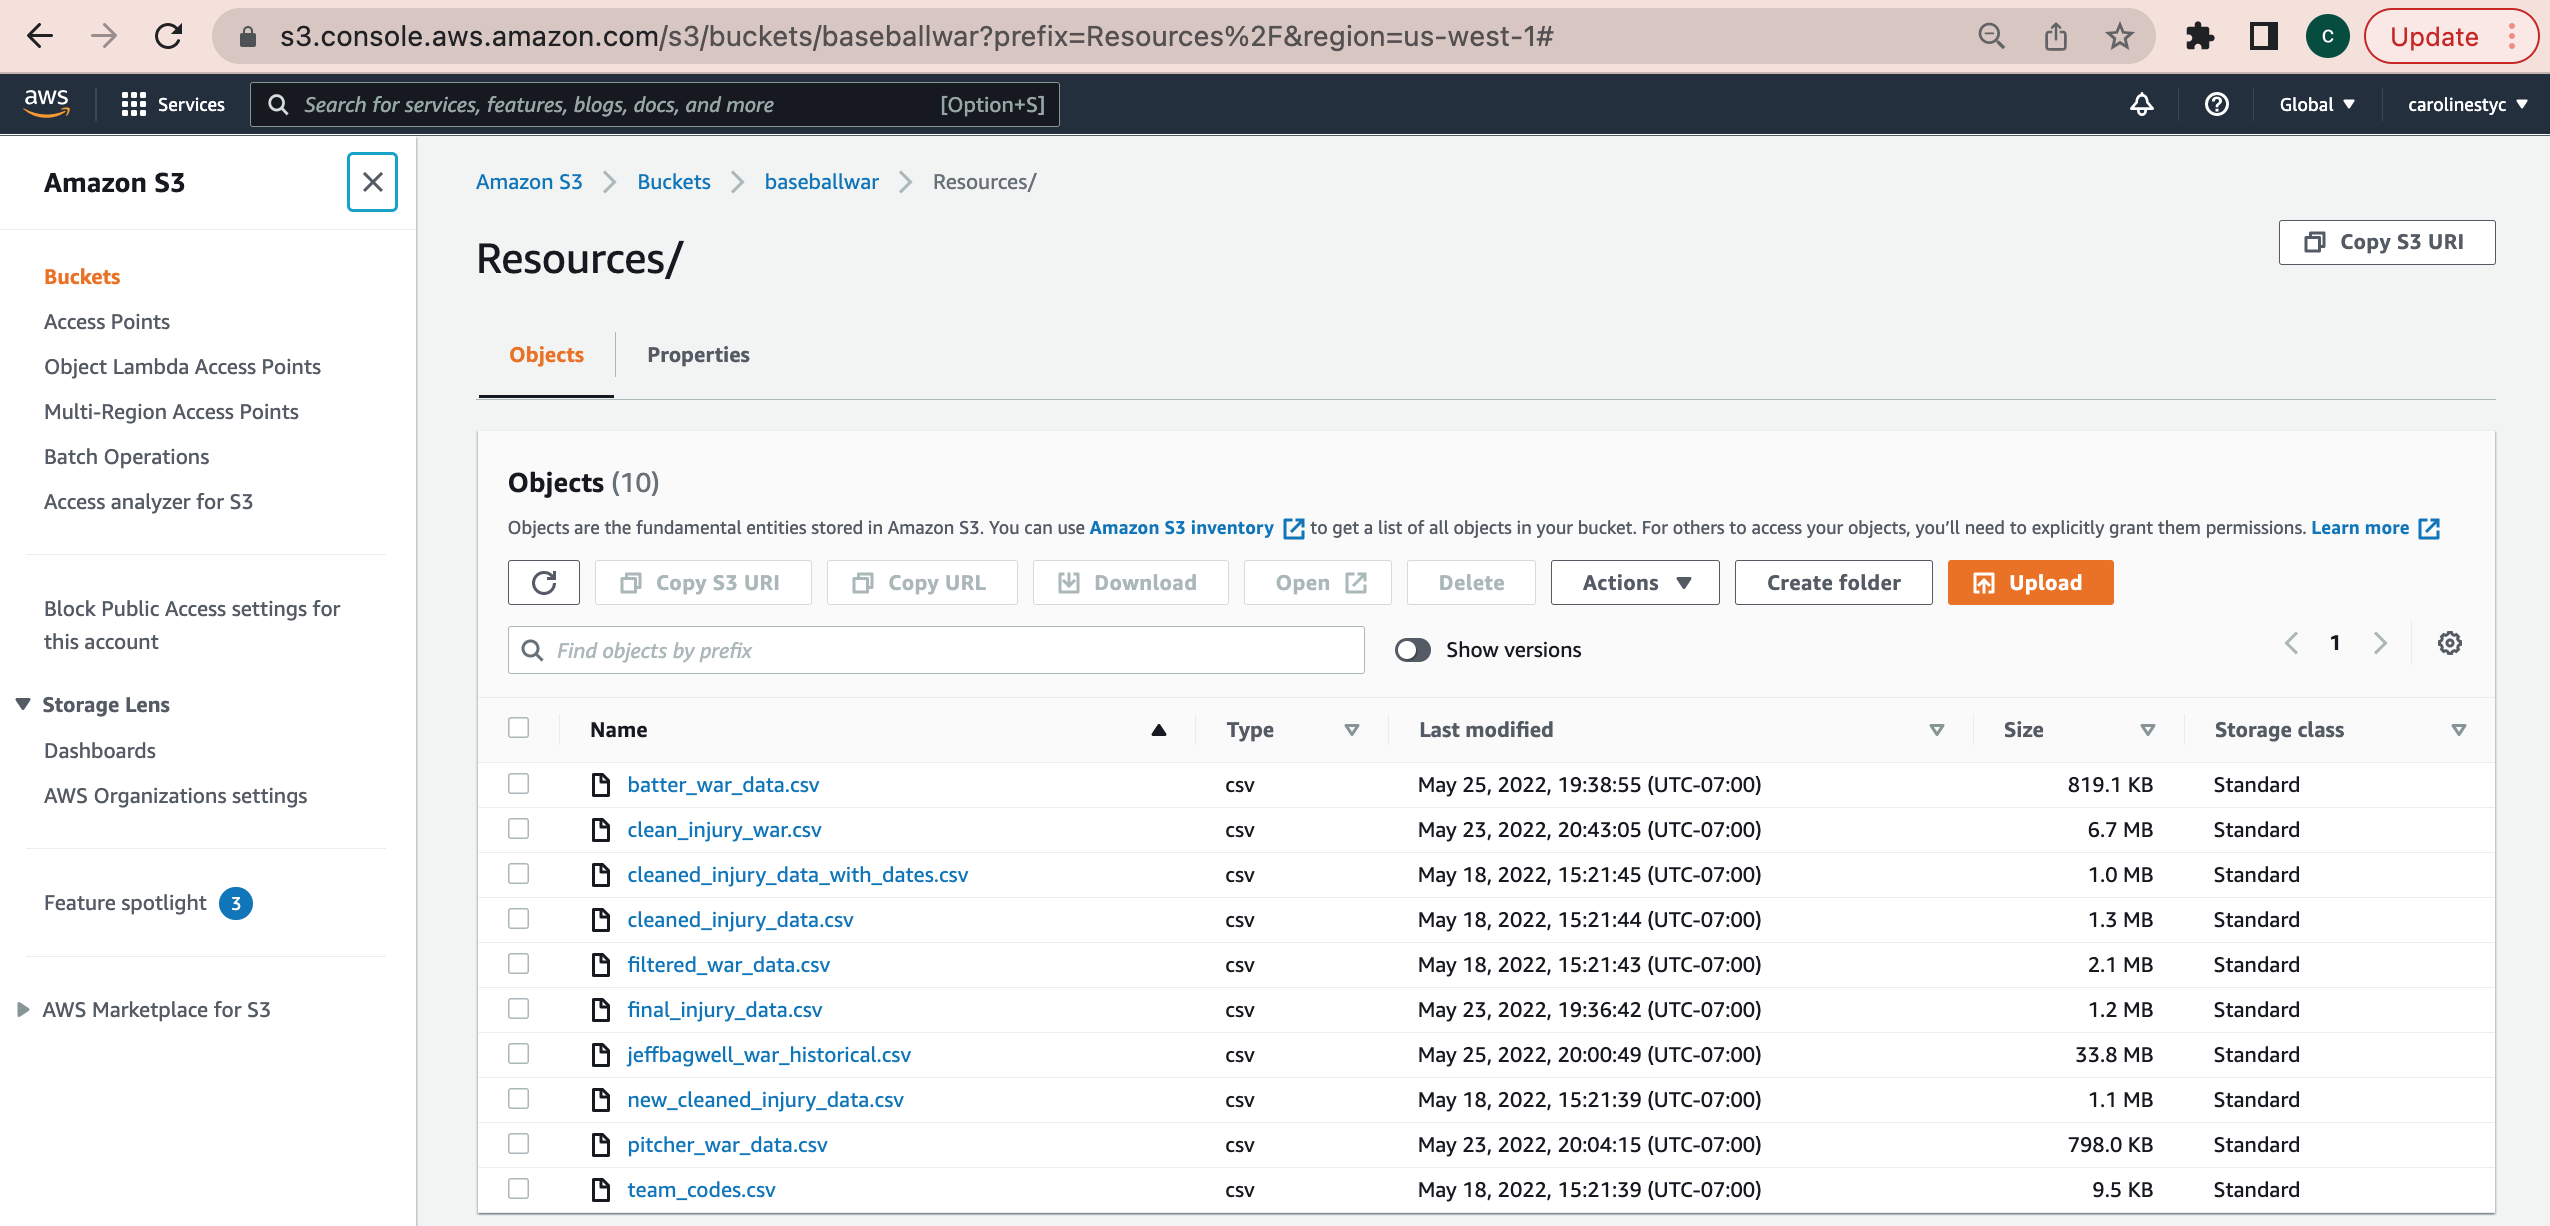 s3.console.aws.amazon.com/s3/buckets/baseballwar?prefix=Resources%2F&region=us-west-1#
C
Update
aws
Services
Search for services, features, blogs, docs, and more
[Option+S]
Global
carolinestyc
Amazon S3
Buckets
Access Points
Object Lambda Access Points
Multi-Region Access Points
Batch Operations
Access analyzer for S3
Block Public Access settings for
this account
Storage Lens
Dashboards
AWS Organizations settings
Feature spotlight 3
AWS Marketplace for S3
Amazon S3 Buckets baseballwar Resources/
Resources/
Copy S3 URI
Objects Properties
Objects (10)
Objects are the fundamental entities stored in Amazon S3. You can use Amazon S3 inventory to get a list of all objects in your bucket. For others to access your objects, you’ll need to explicitly grant them permissions. Learn more
Copy S3 URI Copy URL Download Open Delete Actions Create folder Upload
Find objects by prefix Show versions 1
Name Type Last modified Size Storage class
batter_war_data.csv csv May 25, 2022, 19:38:55 (UTC-07:00) 819.1 KB Standard
clean_injury_war.csv csv May 23, 2022, 20:43:05 (UTC-07:00) 6.7 MB Standard
cleaned_injury_data_with_dates.csv csv May 18, 2022, 15:21:45 (UTC-07:00) 1.0 MB Standard
cleaned_injury_data.csv csv May 18, 2022, 15:21:44 (UTC-07:00) 1.3 MB Standard
filtered_war_data.csv csv May 18, 2022, 15:21:43 (UTC-07:00) 2.1 MB Standard
final_injury_data.csv csv May 23, 2022, 19:36:42 (UTC-07:00) 1.2 MB Standard
jeffbagwell_war_historical.csv csv May 25, 2022, 20:00:49 (UTC-07:00) 33.8 MB Standard
new_cleaned_injury_data.csv csv May 18, 2022, 15:21:39 (UTC-07:00) 1.1 MB Standard
pitcher_war_data.csv csv May 23, 2022, 20:04:15 (UTC-07:00) 798.0 KB Standard
team_codes.csv csv May 18, 2022, 15:21:39 (UTC-07:00) 9.5 KB Standard